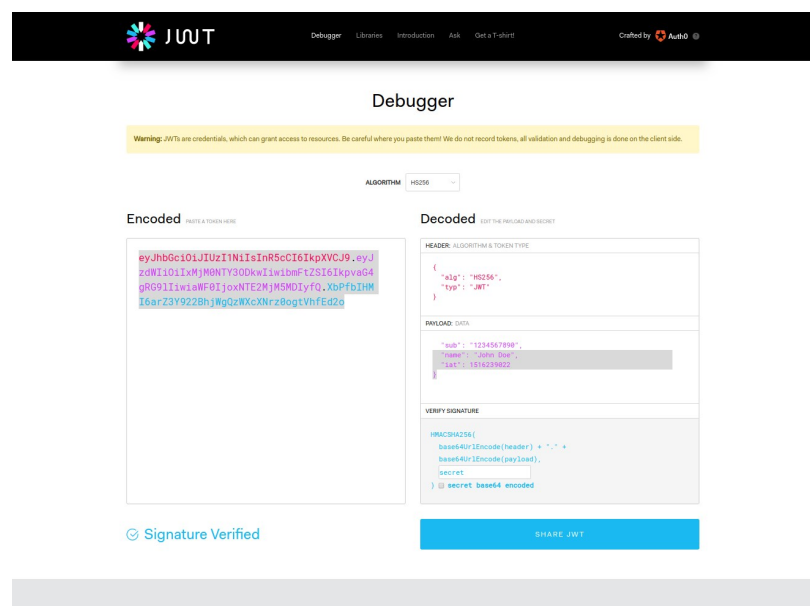 JWT
Debugger Libraries Introduction Ask Get a T-shirt! Crafted by Auth0
Debugger
Warning: JWTs are credentials, which can grant access to resources. Be careful where you paste them! We do not record tokens, all validation and debugging is done on the client side.
ALGORITHM HS256
Encoded PASTE A TOKEN HERE
eyJhbGciOiJIUzI1NiIsInR5cCI6IkpXVCJ9.eyJ
zdWIiOiIxMjM0NTY3ODkwIiwibmFtZSI6IkpvaG4
gRG9lIiwiaWF0IjoxNTE2MjM5MDIyfQ.XbPfbIHM
I6arZ3Y922BhjWgQzWXcXNrz0ogtVhfEd2o
Decoded EDIT THE PAYLOAD AND SECRET
HEADER: ALGORITHM & TOKEN TYPE
{
"alg": "HS256",
"typ": "JWT"
}
PAYLOAD: DATA
"sub": "1234567890",
"name": "John Doe",
"iat": 1516239022
}
VERIFY SIGNATURE
HMACSHA256(
base64UrlEncode(header) + "." +
base64UrlEncode(payload),
secret
) secret base64 encoded
Signature Verified
SHARE JWT